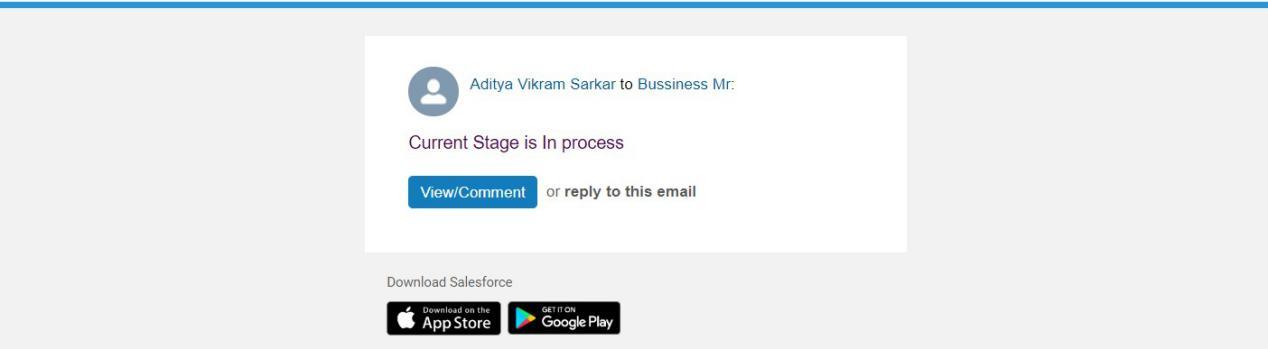 Aditya Vikram Sarkar to Bussiness Mr:
Current Stage is In process
View/Comment or reply to this email
Download Salesforce
Download on the
App Store
GET IT ON
Google Play